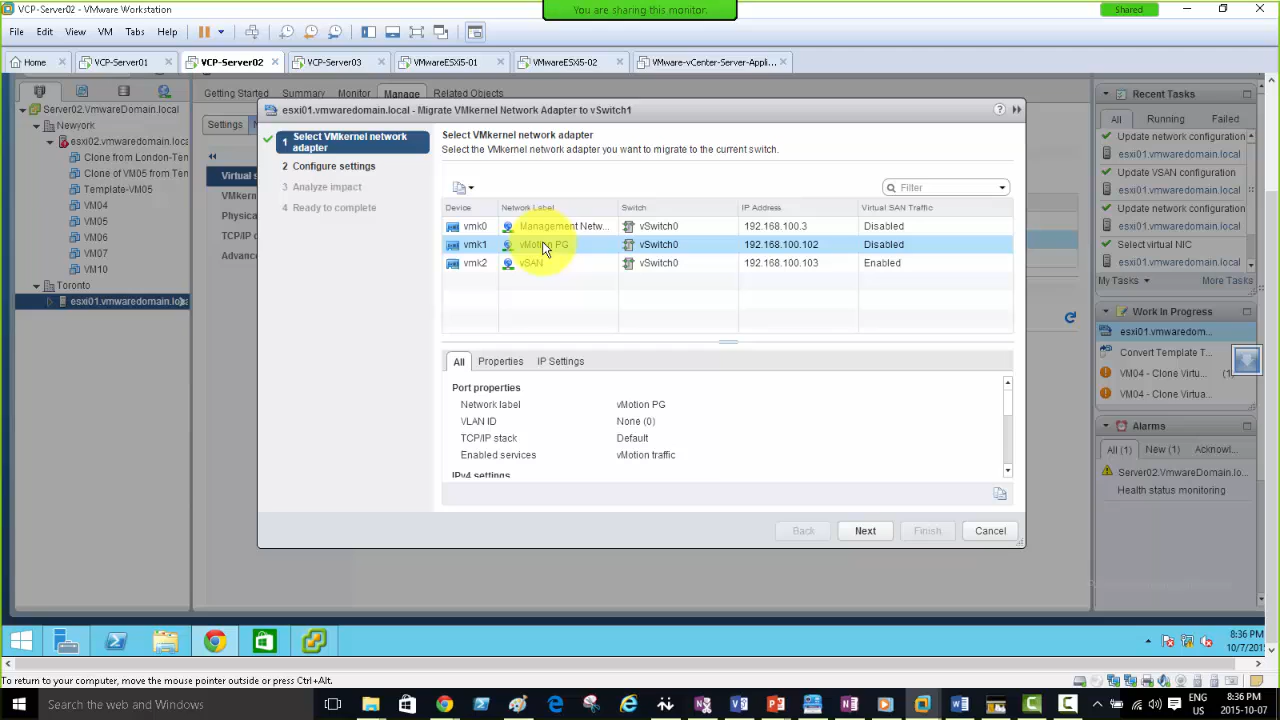 You are sharing this monitor.
VCP-Server02 - VMware Workstation
Shared
File Edit View VM Tabs Help
Home VCP-Server01 VCP-Server02 VCP-Server03 VMwareESXi5-01 VMwareESXi5-02 VMware-vCenter-Server-Appli...
Getting Started Summary Monitor Manage Related Objects
Settings
Server02.VmwareDomain.local
Newyork
esxi02.vmwaredomain.loca
Clone from London-Ten
Clone of VM05 from Tem
Template-VM05
VM04
VM05
VM06
VM07
VM10
Toronto
esxi01.vmwaredomain.loca
Virtual s
VMkern
Physica
TCP/IP c
Advanc
esxi01.vmwaredomain.local - Migrate VMkernel Network Adapter to vSwitch1
1 Select VMkernel network adapter
2 Configure settings
3 Analyze impact
4 Ready to complete
Select VMkernel network adapter
Select the VMkernel network adapter you want to migrate to the current switch.
Filter
Device Network Label Switch IP Address Virtual SAN Traffic
vmk0 Management Netw... vSwitch0 192.168.100.3 Disabled
vmk1 vMotion PG vSwitch0 192.168.100.102 Disabled
vmk2 vSAN vSwitch0 192.168.100.103 Enabled
All Properties IP Settings
Port properties
Network label vMotion PG
VLAN ID None (0)
TCP/IP stack Default
Enabled services vMotion traffic
IPv4 settings
Back Next Finish Cancel
Recent Tasks
All Running Failed
Update network configuration
esxi01.vmwaredomain.local
Update VSAN configuration
esxi01.vmwaredomain.local
Update network configuration
esxi01.vmwaredomain.local
Select virtual NIC
esxi01.vmwaredomain.local
My Tasks More Tasks
Work In Progress
esxi01.vmwaredom...
Convert Template T...
VM04 - Clone Virtu... (1)
VM04 - Clone Virtua...
Alarms
All (1) New (1) Acknowl...
Server02.VmwareDomain.lo...
Health status monitoring
8:36 PM
10/7/2015
To return to your computer, move the mouse pointer outside or press Ctrl+Alt.
Search the web and Windows
ENG 8:36 PM
US 2015-10-07